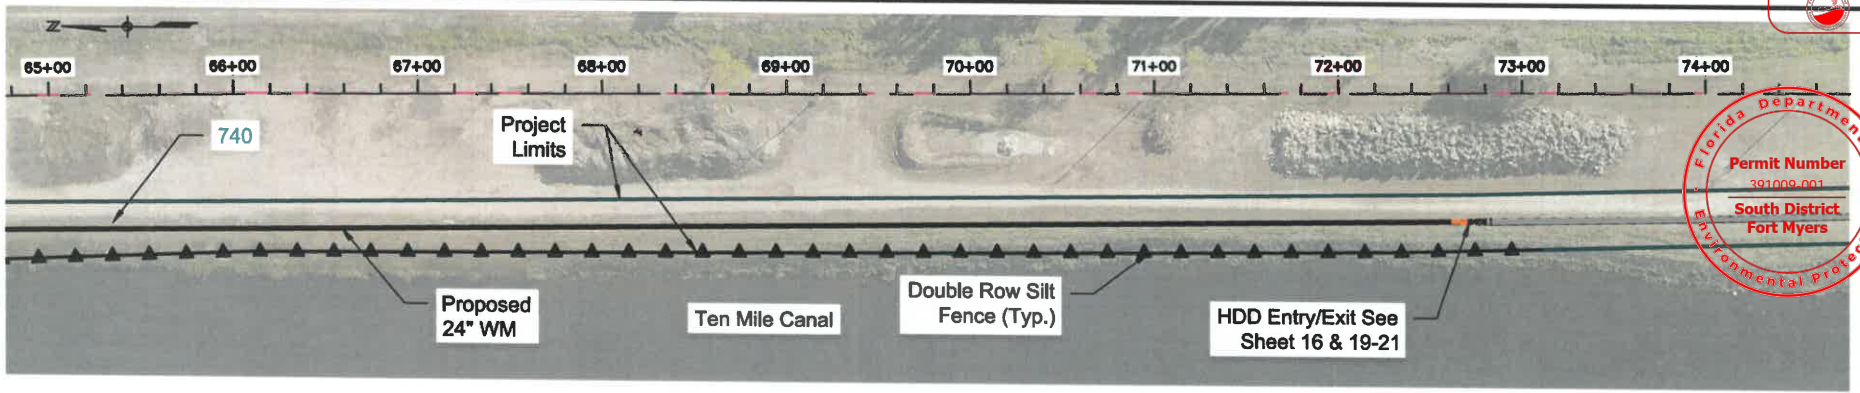 Z
65+00 66+00 67+00 68+00 69+00 70+00 71+00 72+00 73+00 74+00
740
Project
Limits
Proposed
24" WM
Ten Mile Canal
Double Row Silt
Fence (Typ.)
HDD Entry/Exit See
Sheet 16 & 19-21
Florida Department
Permit Number
391009-001
South District
Fort Myers
Environmental